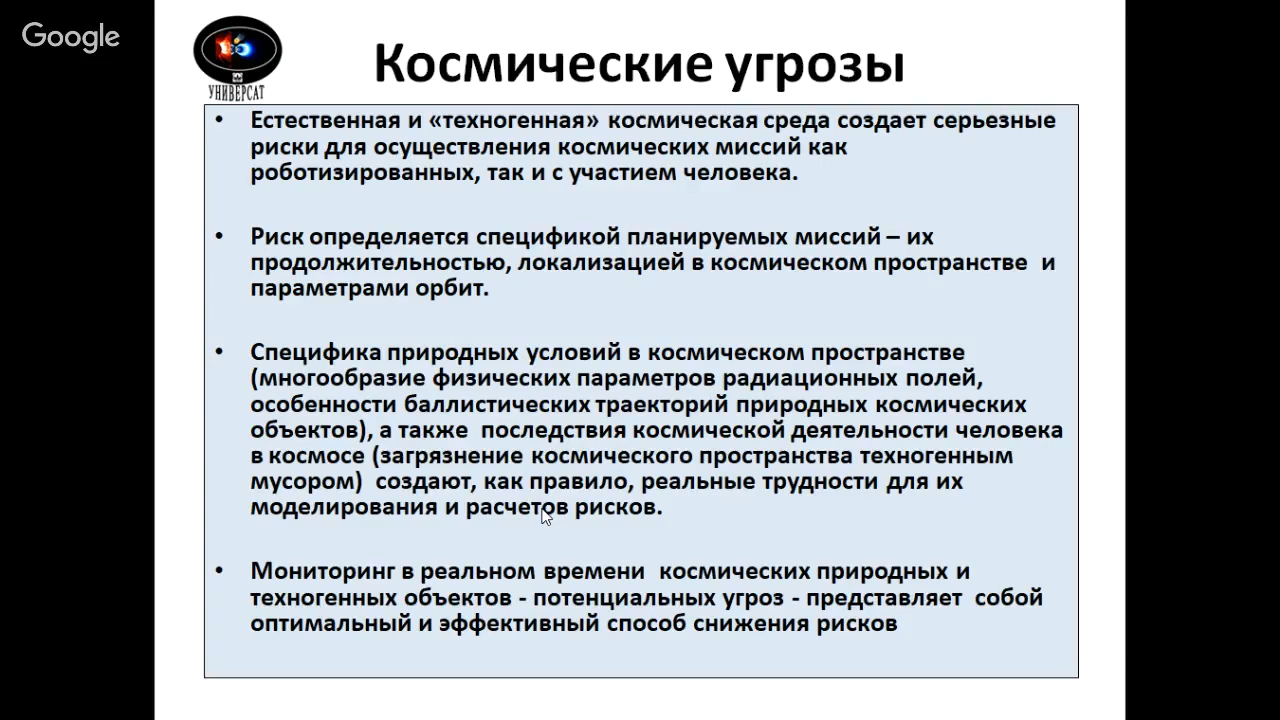 Google
УНИВЕРСАТ
Космические угрозы
• Естественная и «техногенная» космическая среда создает серьезные
риски для осуществления космических миссий как
роботизированных, так и с участием человека.
• Риск определяется спецификой планируемых миссий – их
продолжительностью, локализацией в космическом пространстве и
параметрами орбит.
• Специфика природных условий в космическом пространстве
(многообразие физических параметров радиационных полей,
особенности баллистических траекторий природных космических
объектов), а также последствия космической деятельности человека
в космосе (загрязнение космического пространства техногенным
мусором) создают, как правило, реальные трудности для их
моделирования и расчетов рисков.
• Мониторинг в реальном времени космических природных и
техногенных объектов - потенциальных угроз - представляет собой
оптимальный и эффективный способ снижения рисков